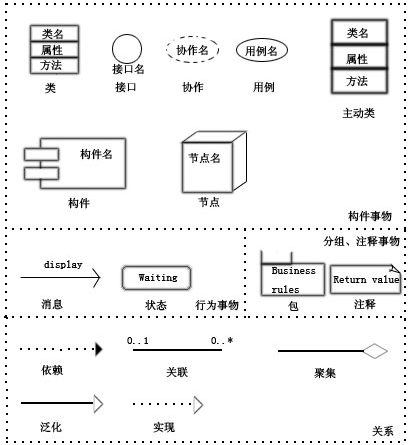 类名
属性
方法
类
接口名
接口
协作名
协作
用例名
用例
类名
属性
方法
主动类
构件名
构件
节点名
节点
构件事物
display
消息
Waiting
状态
行为事物
分组、注释事物
Business
rules
包
Return value
注释
依赖
0..1
0..*
关联
聚集
泛化
实现
关系